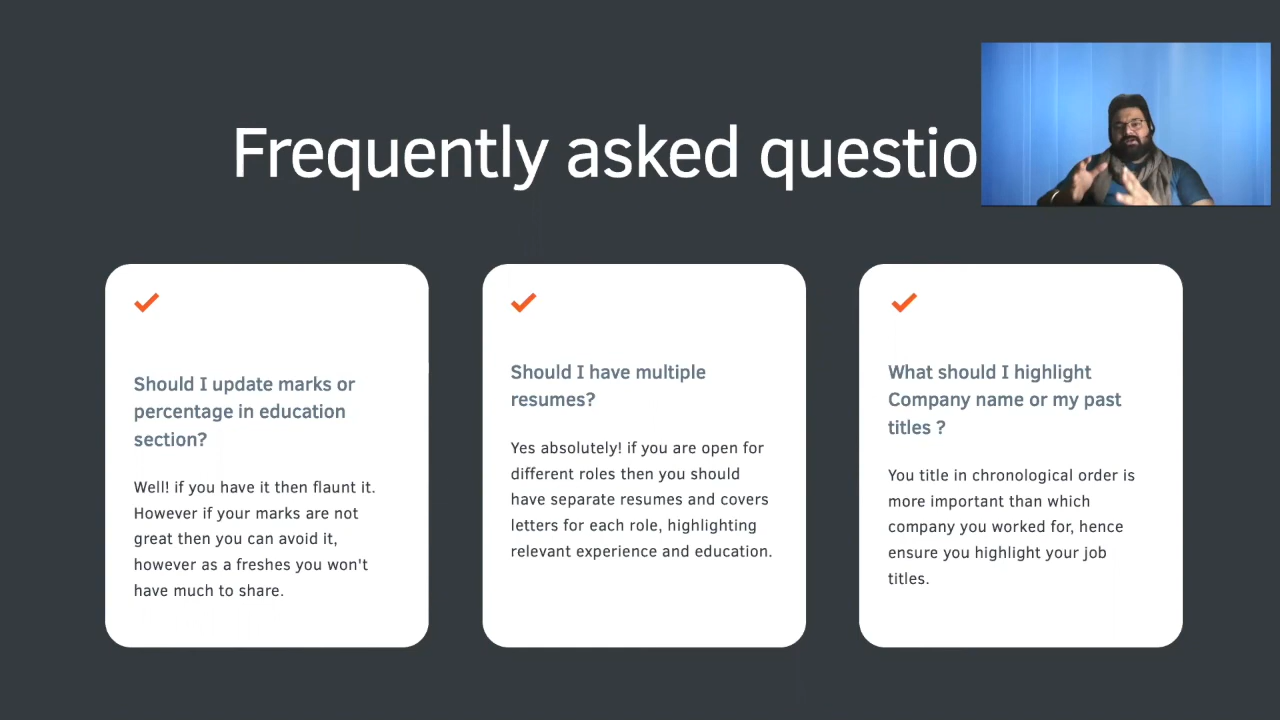 Frequently asked questio
Should I update marks or
percentage in education
section?
Well! if you have it then flaunt it.
However if your marks are not
great then you can avoid it,
however as a freshes you won't
have much to share.
Should I have multiple
resumes?
Yes absolutely! if you are open for
different roles then you should
have separate resumes and covers
letters for each role, highlighting
relevant experience and education.
What should I highlight
Company name or my past
titles ?
You title in chronological order is
more important than which
company you worked for, hence
ensure you highlight your job
titles.